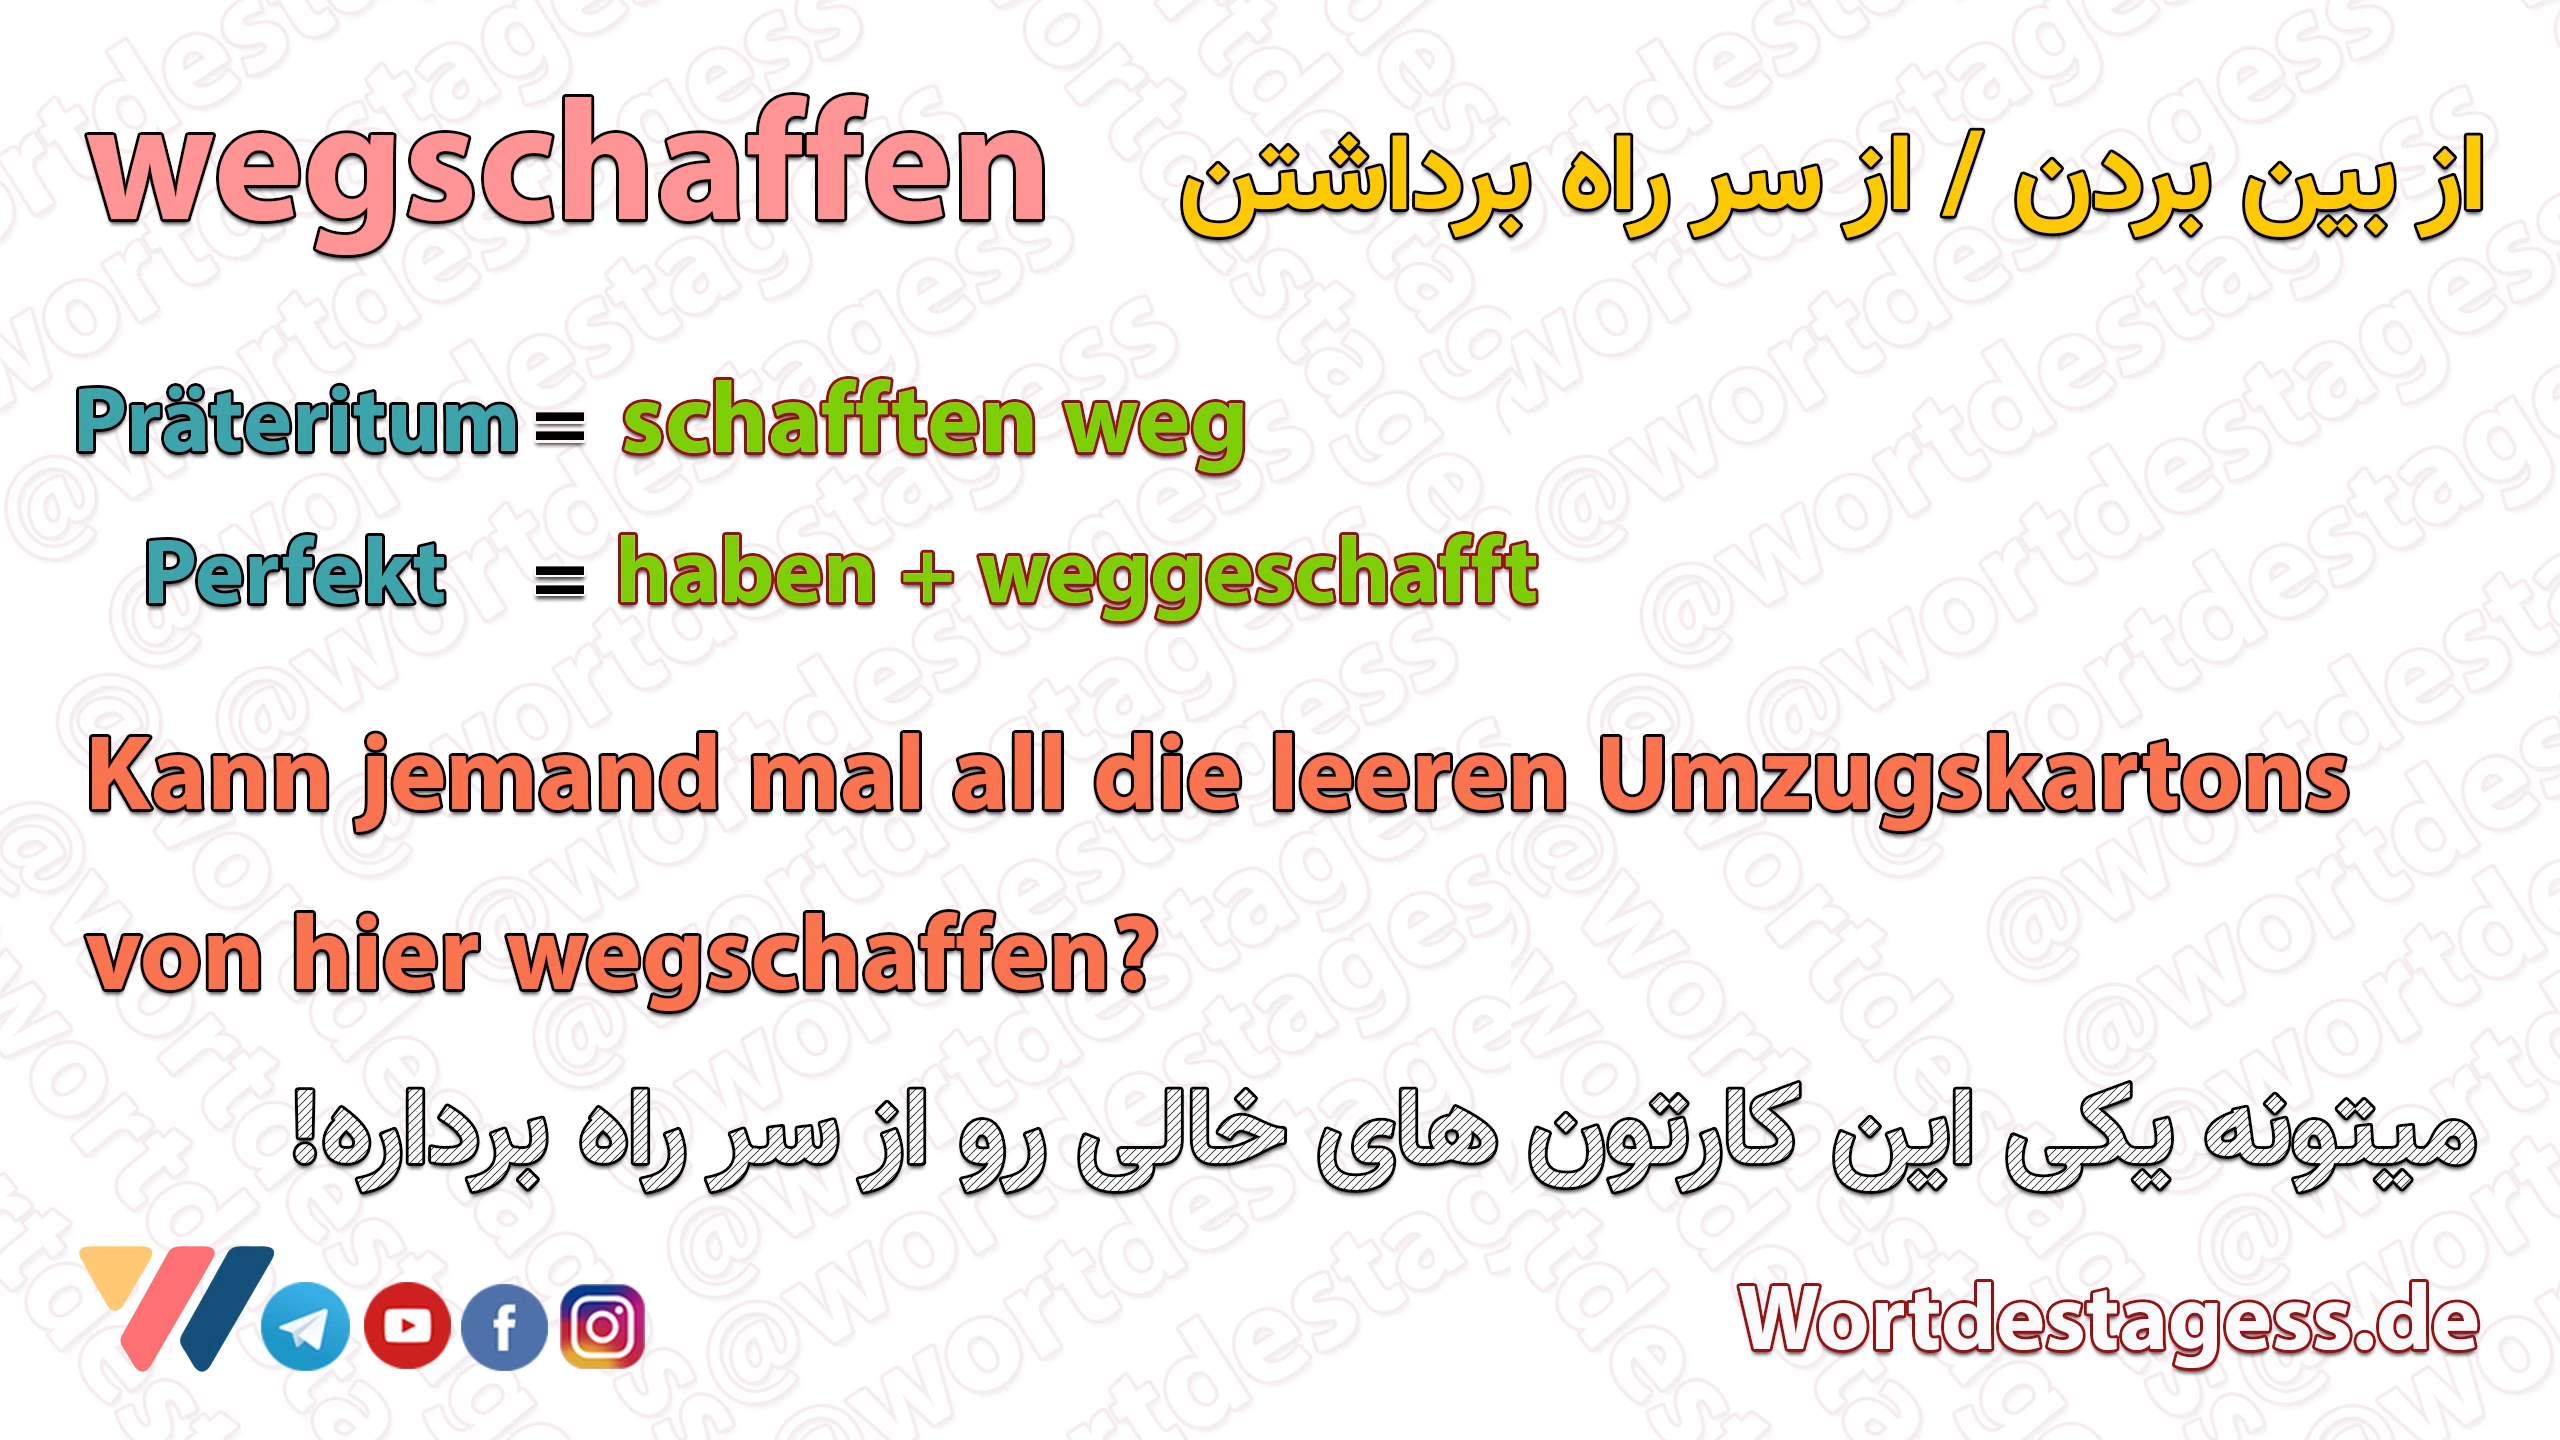 wegschaffen
از بین بردن / از سر راه برداشتن
Präteritum = schafften weg
Perfekt = haben + weggeschafft
Kann jemand mal all die leeren Umzugskartons
von hier wegschaffen?
میتونه یکی این کارتون های خالی رو از سر راه برداره!
Wortdestagess.de
@wortdestagess